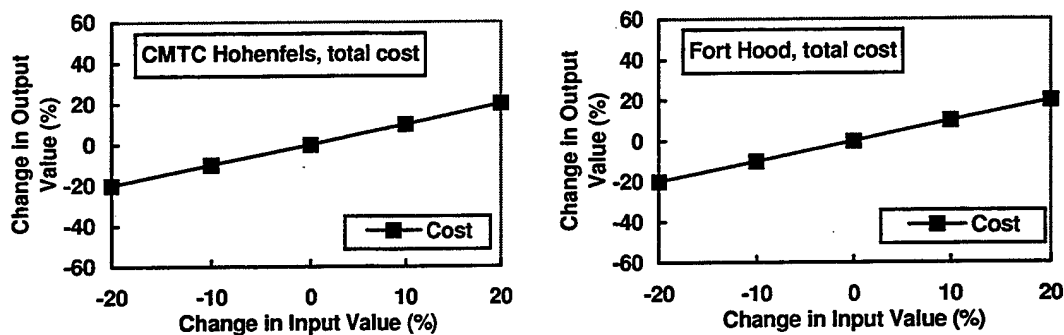 60
40
20
0
-20
-40
-60
Change in Output
Value (%)
CMTC Hohenfels, total cost
Cost
-20 -10 0 10 20
Change in Input Value (%)
60
40
20
0
-20
-40
-60
Change in Output
Value (%)
Fort Hood, total cost
Cost
-20 -10 0 10 20
Change in Input Value (%)